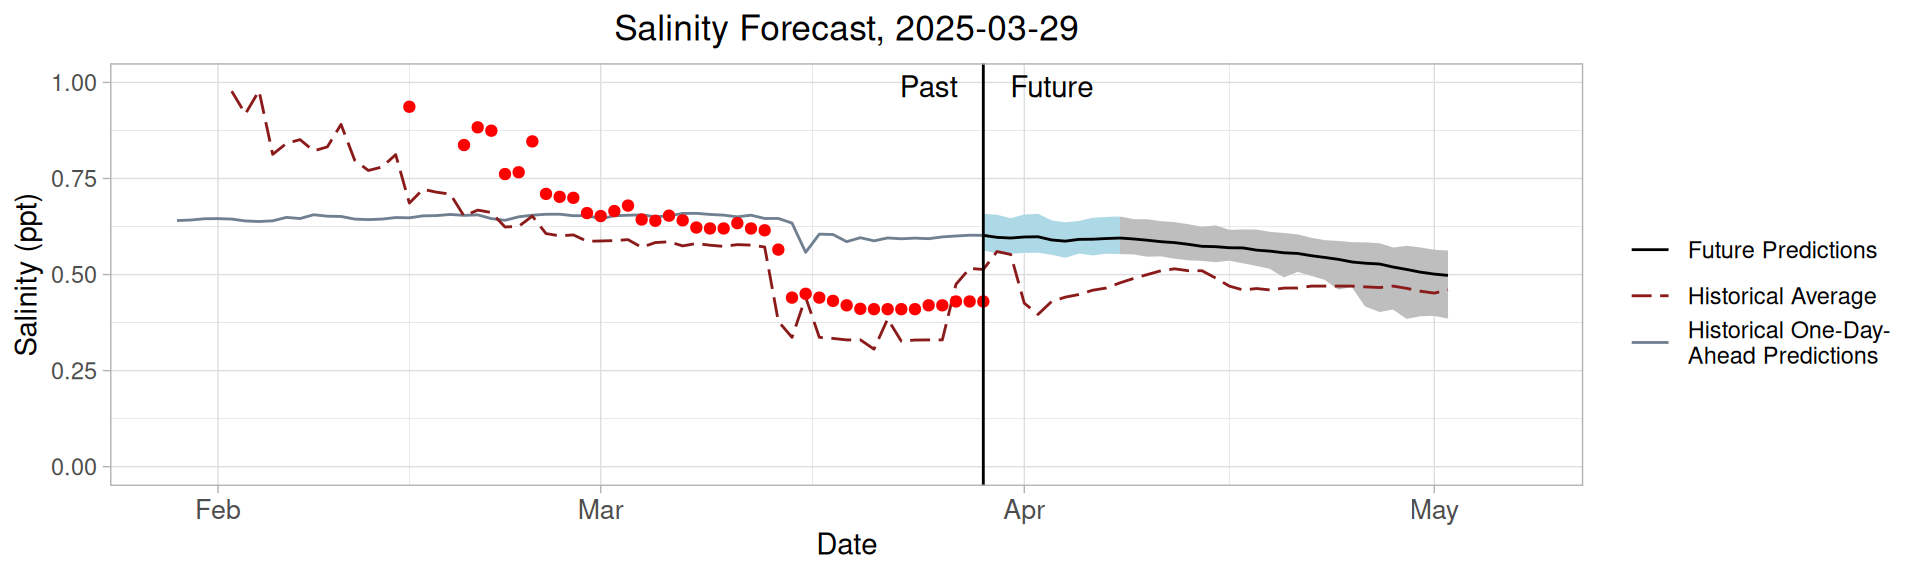 Salinity Forecast, 2025-03-29
Past
Future
1.00
0.75
0.50
0.25
0.00
Salinity (ppt)
Feb
Mar
Apr
May
Date
Future Predictions
Historical Average
Historical One-Day-
Ahead Predictions